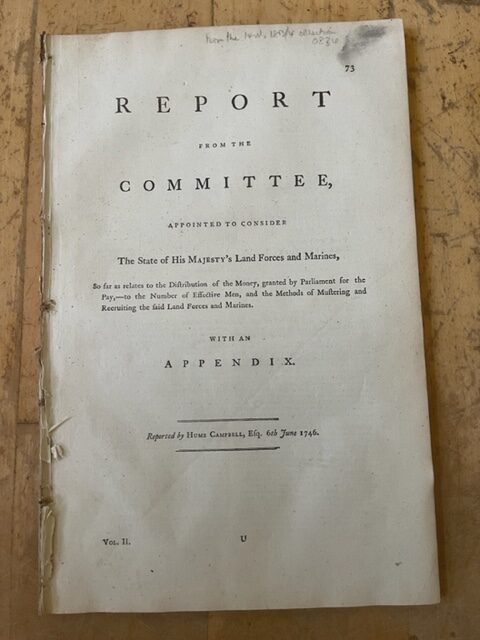 from the
73
REPORT
FROM THE
COMMITTEE,
APPOINTED TO CONSIDER
The State of His MAJESTY's Land Forces and Marines,
So far as relates to the Diſtribution of the Money, granted by Parliament for the
Pay,—to the Number of Effective Men, and the Methods of Muſtering and
Recruiting the ſaid Land Forces and Marines.
WITH AN
APPENDIX.
Reported by HUME CAMPBELL, Eſq. 6th June 1746.
VOL. II.
U